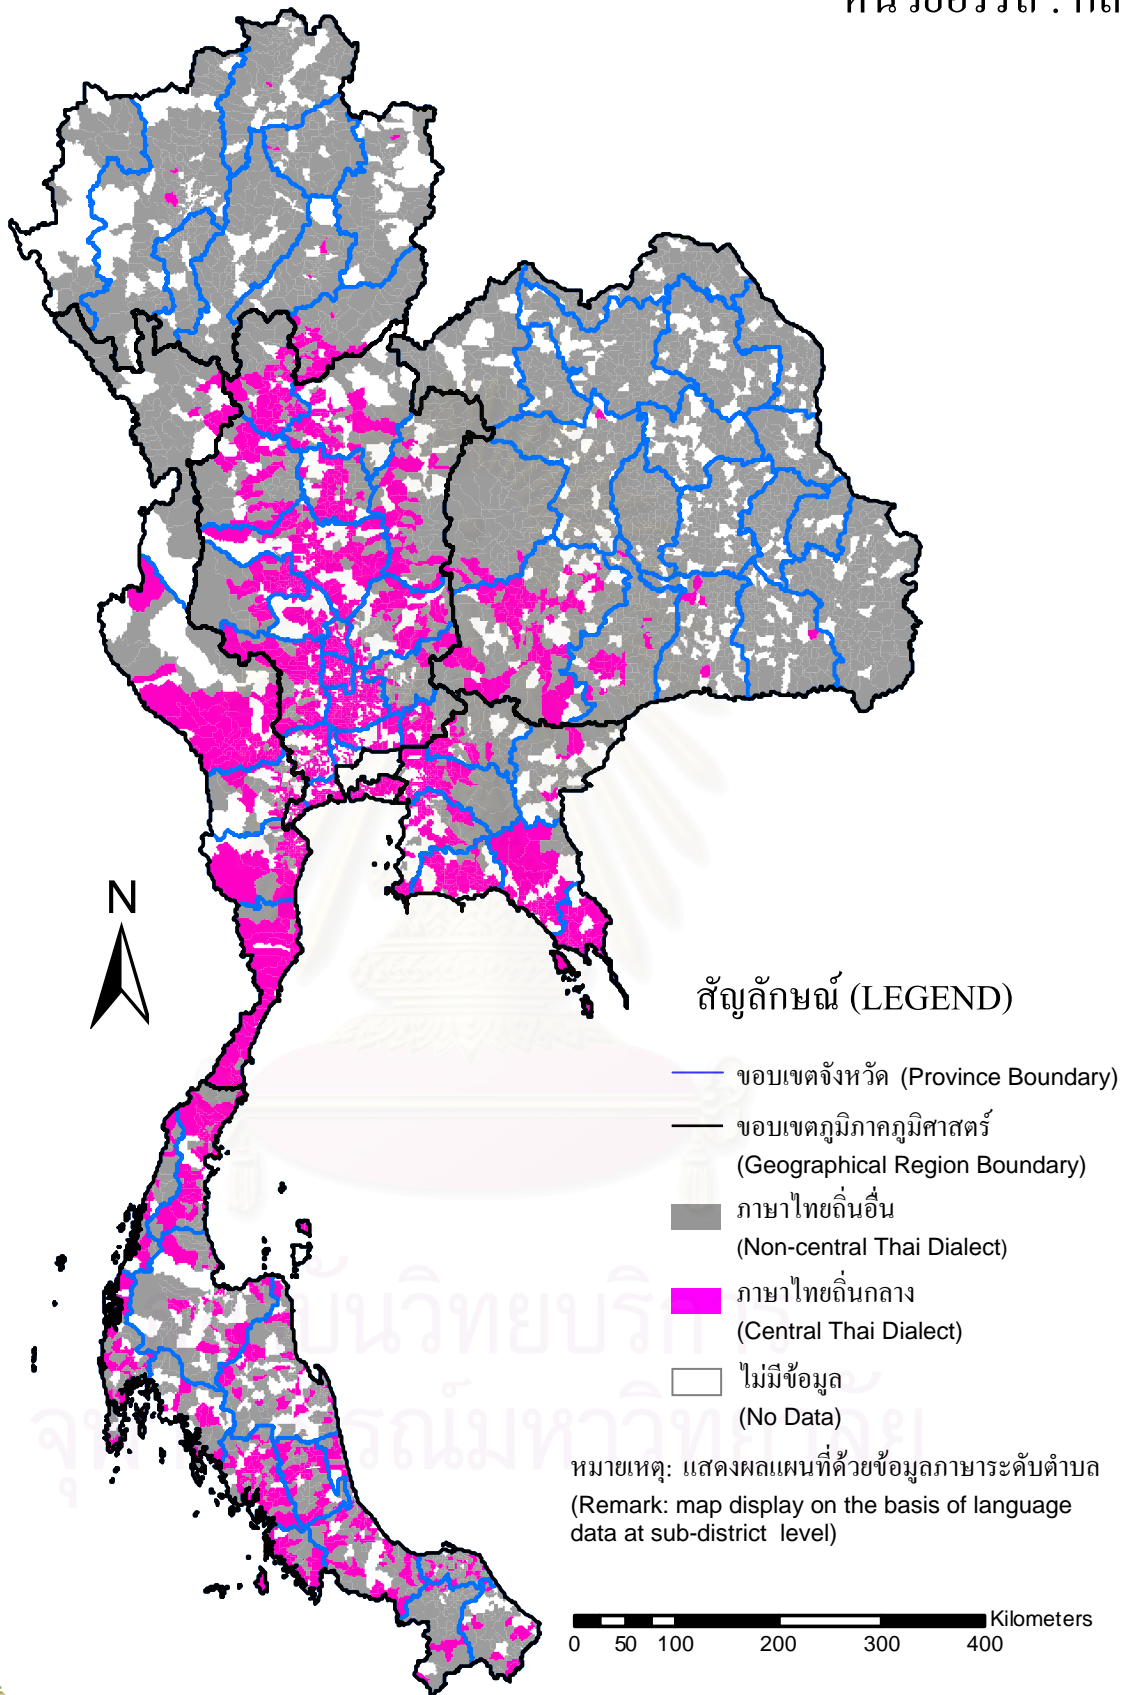 N
สัญลักษณ์ (LEGEND)
ขอบเขตจังหวัด (Province Boundary)
ขอบเขตภูมิภาคภูมิศาสตร์
(Geographical Region Boundary)
ภาษาไทยถิ่นอื่น
(Non-central Thai Dialect)
ภาษาไทยถิ่นกลาง
(Central Thai Dialect)
ไม่มีข้อมูล
(No Data)
หมายเหตุ: แสดงผลแผนที่ด้วยข้อมูลภาษาระดับตำบล
(Remark: map display on the basis of language
data at sub-district level)
Kilometers
0 50 100 200 300 400